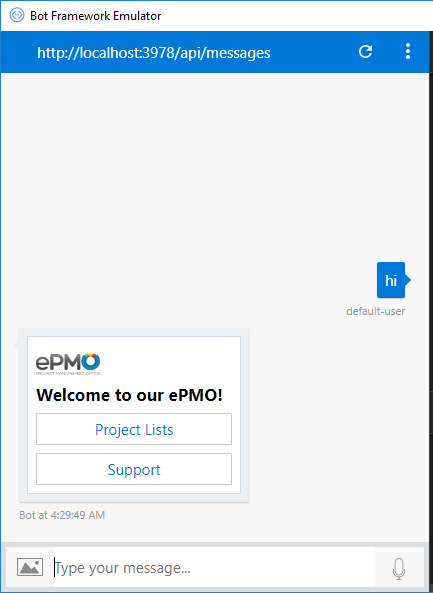 Bot Framework Emulator
http://localhost:3978/api/messages
hi
default-user
ePMO
PROJECT MANAGEMENT OFFICE
Welcome to our ePMO!
Project Lists
Support
Bot at 4:29:49 AM
Type your message...